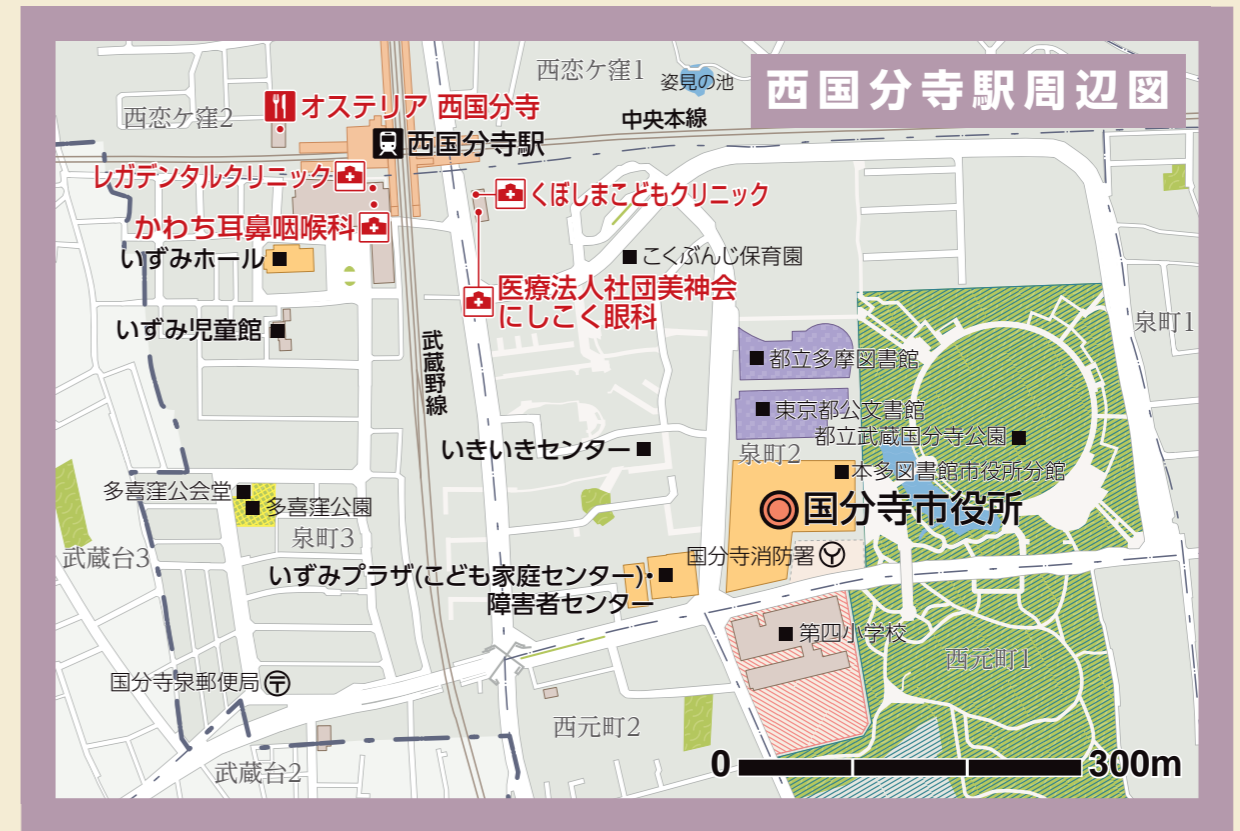 西国分寺駅周辺図
西恋ケ窪1
姿見の池
西恋ケ窪2
オステリア 西国分寺
中央本線
西国分寺駅
レガデンタルクリニック
くぼしまこどもクリニック
かわち耳鼻咽喉科
いずみホール
こくぶんじ保育園
医療法人社団美神会
にしこく眼科
いずみ児童館
武蔵野線
泉町1
都立多摩図書館
東京都公文書館
都立武蔵国分寺公園
いきいきセンター
泉町2
本多図書館市役所分館
多喜窪公会堂
多喜窪公園
国分寺市役所
泉町3
武蔵台3
国分寺消防署
いずみプラザ(こども家庭センター)・
障害者センター
第四小学校
西元町1
国分寺泉郵便局
西元町2
武蔵台2
0 300m